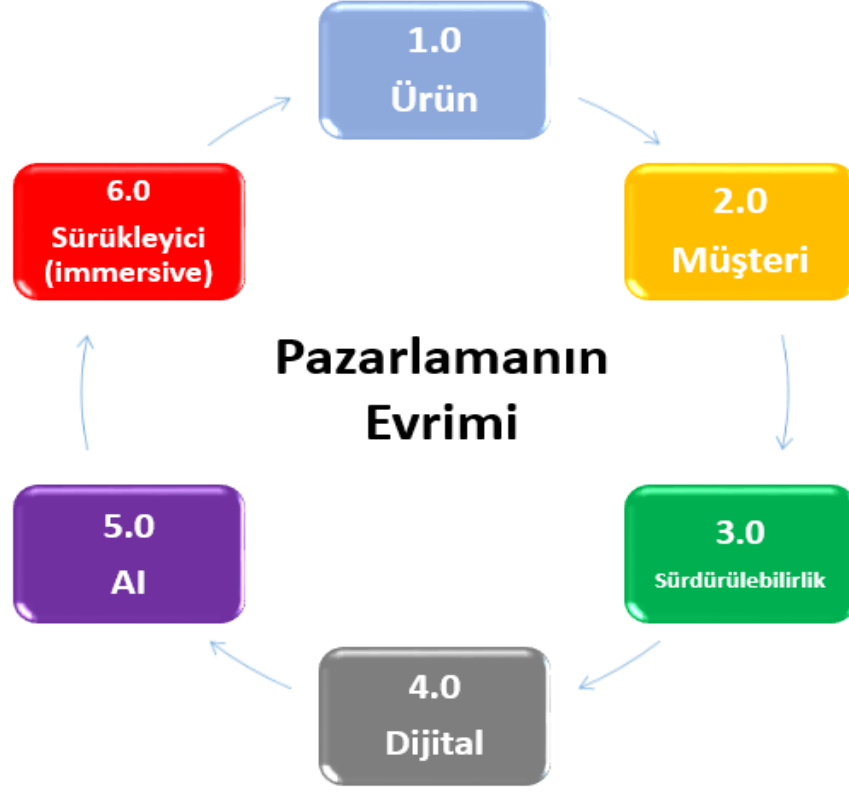 1.0
Ürün
2.0
Müşteri
3.0
Sürdürülebilirlik
4.0
Dijital
5.0
AI
6.0
Sürükleyici
(immersive)
Pazarlamanın
Evrimi